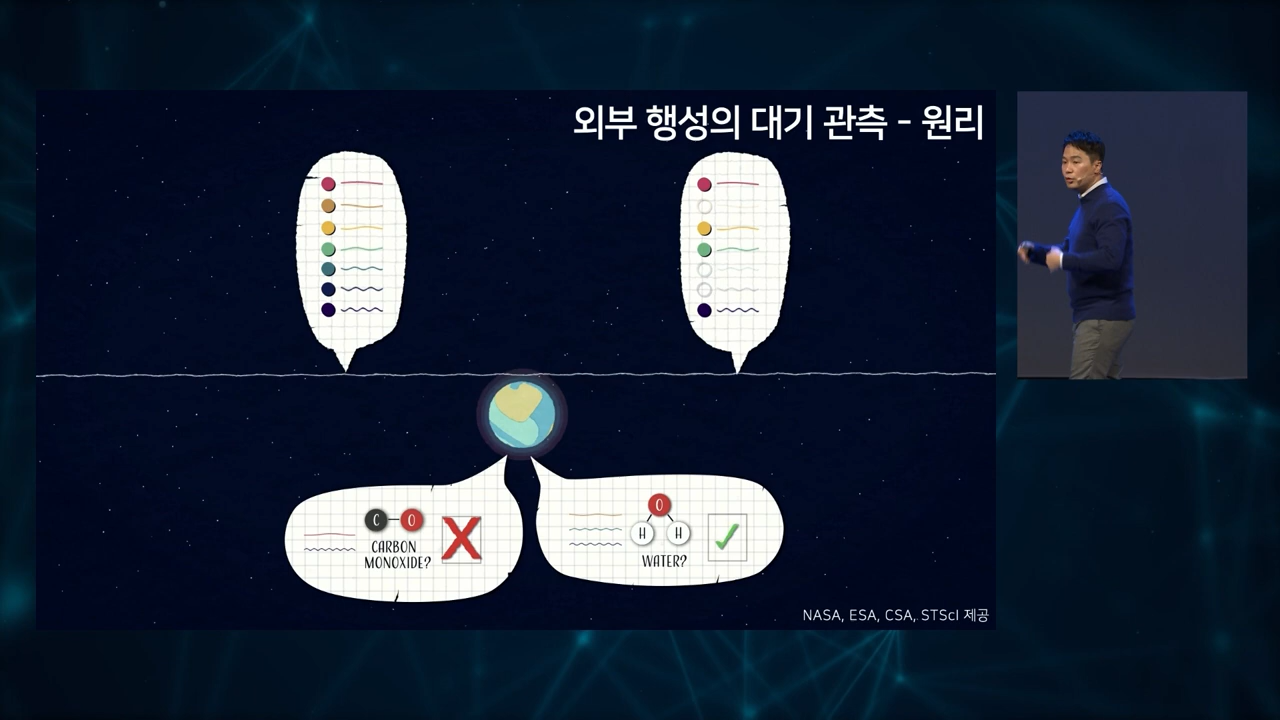 외부 행성의 대기 관측 - 원리
C O
CARBON
MONOXIDE?
O
H H
WATER?
NASA, ESA, CSA, STScI 제공